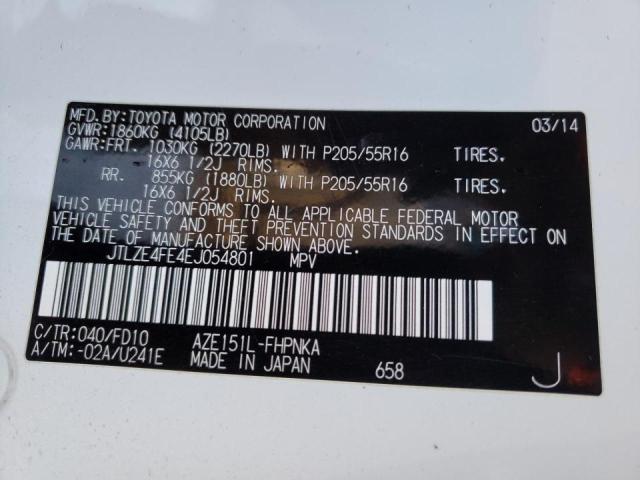 MFD.BY:TOYOTA MOTOR CORPORATION 03/14
GVWR:1860KG (4105LB)
GAWR:FRT. 1030KG (2270LB) WITH P205/55R16 TIRES.
16X6 1/2J RIMS.
RR. 855KG (1880LB) WITH P205/55R16 TIRES.
16X6 1/2J RIMS.
THIS VEHICLE CONFORMS TO ALL APPLICABLE FEDERAL MOTOR
VEHICLE SAFETY AND THEFT PREVENTION STANDARDS IN EFFECT ON
THE DATE OF MANUFACTURE SHOWN ABOVE.
JTLZE4FE4EJ054801 MPV
C/TR:040/FD10 AZE151L-FHPNKA
A/TM:-02A/U241E MADE IN JAPAN 658 J